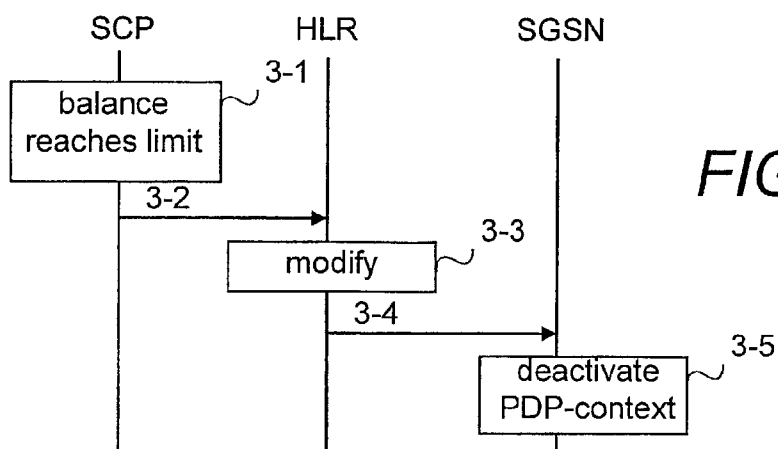 SCP HLR SGSN
balance
reaches limit
3-1
3-2
modify
3-3
3-4
deactivate
PDP-context
3-5
FIG